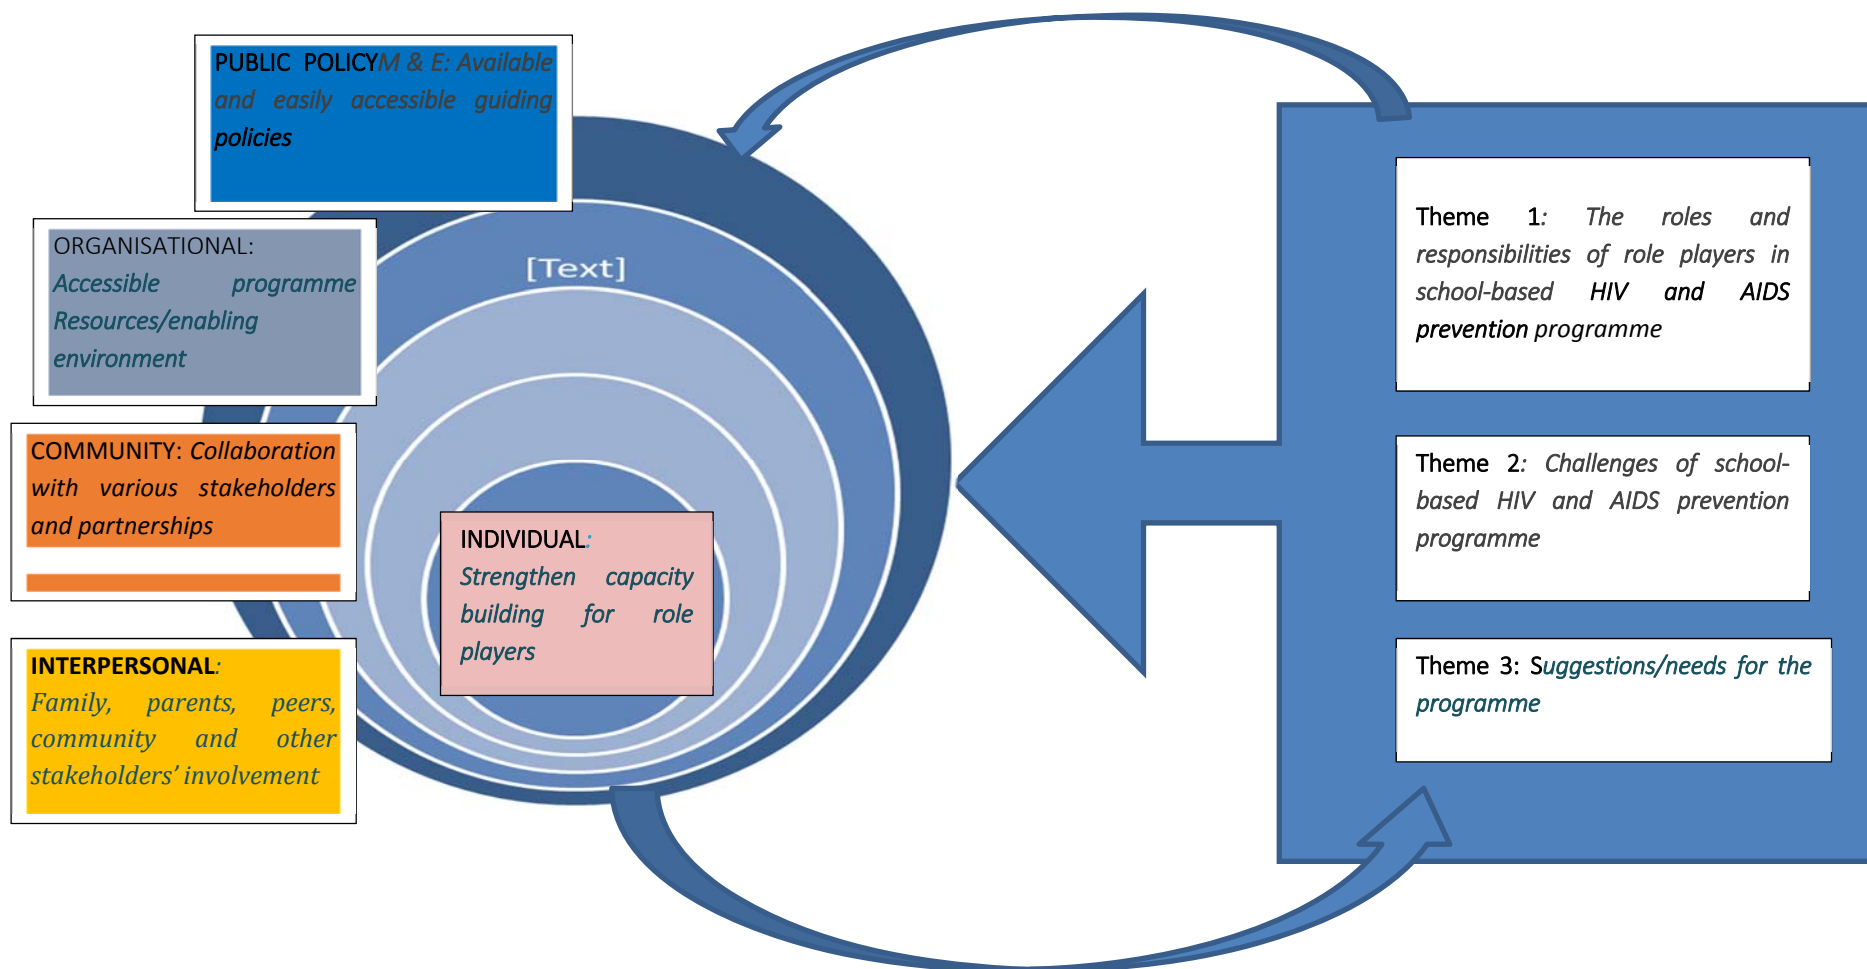 PUBLIC POLICYM & E: Available
and easily accessible guiding
policies
ORGANISATIONAL:
Accessible programme
Resources/enabling
environment
[Text]
COMMUNITY: Collaboration
with various stakeholders
and partnerships
INDIVIDUAL:
Strengthen capacity
building for role
players
INTERPERSONAL:
Family, parents, peers,
community and other
stakeholders’ involvement
Theme 1: The roles and
responsibilities of role players in
school-based HIV and AIDS
prevention programme
Theme 2: Challenges of school-
based HIV and AIDS prevention
programme
Theme 3: Suggestions/needs for the
programme